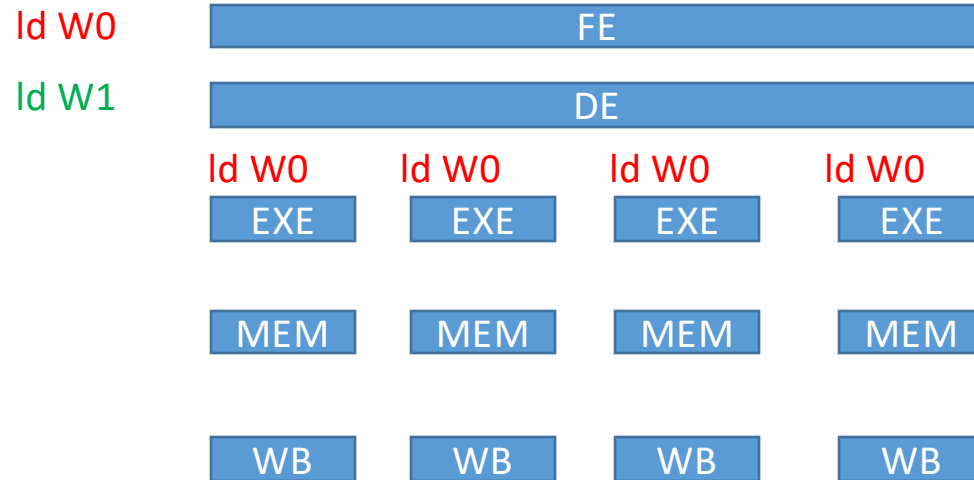 ld W0 FE
ld W1 DE
ld W0 ld W0 ld W0 ld W0
EXE EXE EXE EXE
MEM MEM MEM MEM
WB WB WB WB